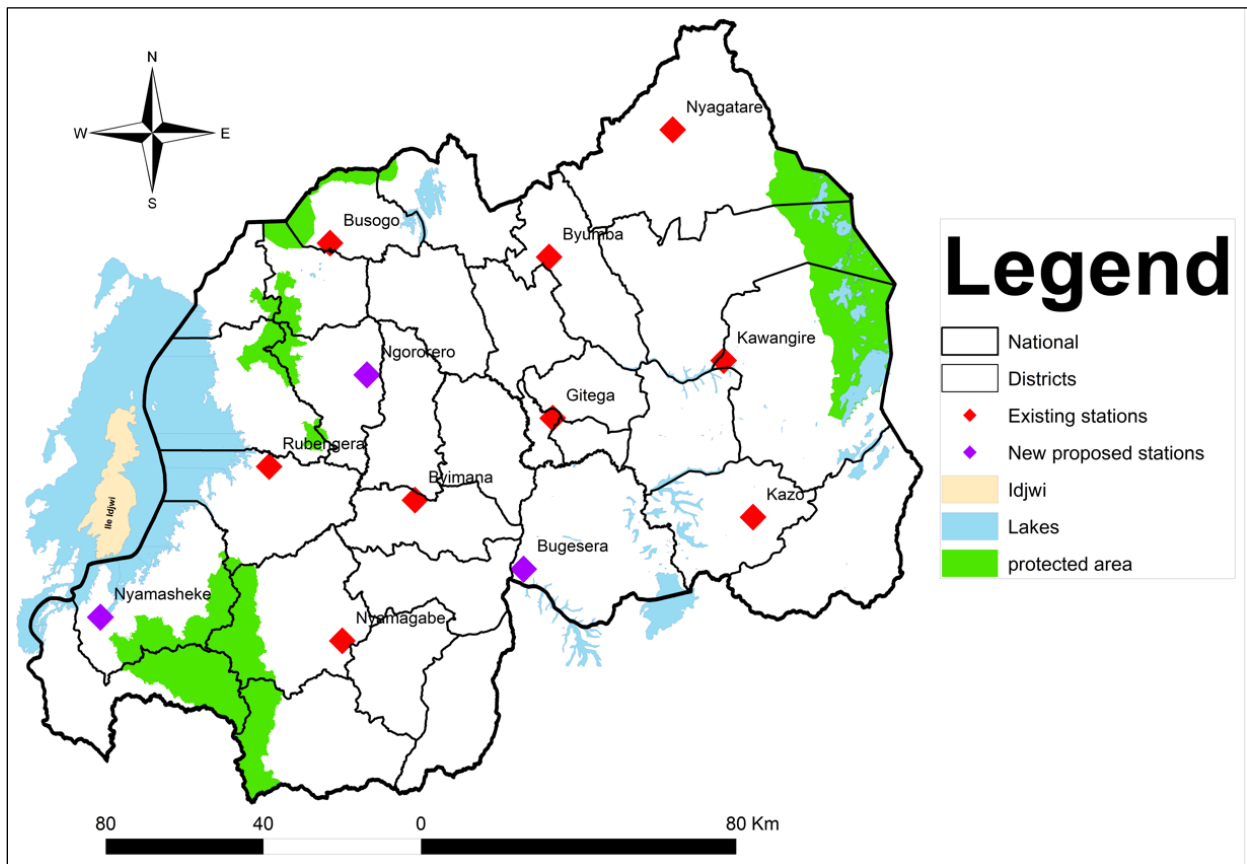 N
W
E
S
Nyagatare
Busogo
Byumba
Ngororero
Kawangire
Gitega
Rubengera
Byimana
Kazo
Bugesera
Nyamasheke
Nyamagabe
Ile Idjwi
80 40 0 80 Km
Legend
National
Districts
Existing stations
New proposed stations
Idjwi
Lakes
protected area